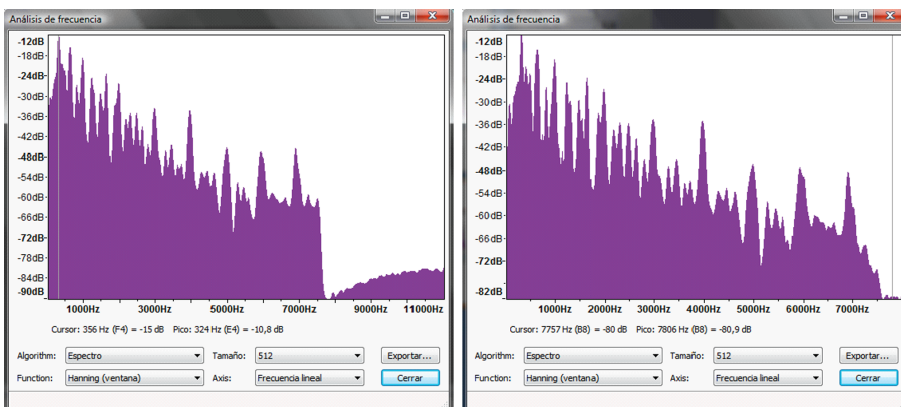 Análisis de frecuencia
-12dB
-18dB
-24dB
-30dB
-36dB
-42dB
-48dB
-54dB
-60dB
-66dB
-72dB
-78dB
-84dB
-90dB
1000Hz 3000Hz 5000Hz 7000Hz 9000Hz 11000Hz
Cursor: 356 Hz (F4) = -15 dB Pico: 324 Hz (E4) = -10,8 dB
Algorithm: Espectro Tamaño: 512 Exportar...
Function: Hanning (ventana) Axis: Frecuencia lineal Cerrar
Análisis de frecuencia
-12dB
-18dB
-24dB
-30dB
-36dB
-42dB
-48dB
-54dB
-60dB
-66dB
-72dB
-82dB
1000Hz 2000Hz 3000Hz 4000Hz 5000Hz 6000Hz 7000Hz
Cursor: 7757 Hz (B8) = -80 dB Pico: 7806 Hz (B8) = -80,9 dB
Algorithm: Espectro Tamaño: 512 Exportar...
Function: Hanning (ventana) Axis: Frecuencia lineal Cerrar